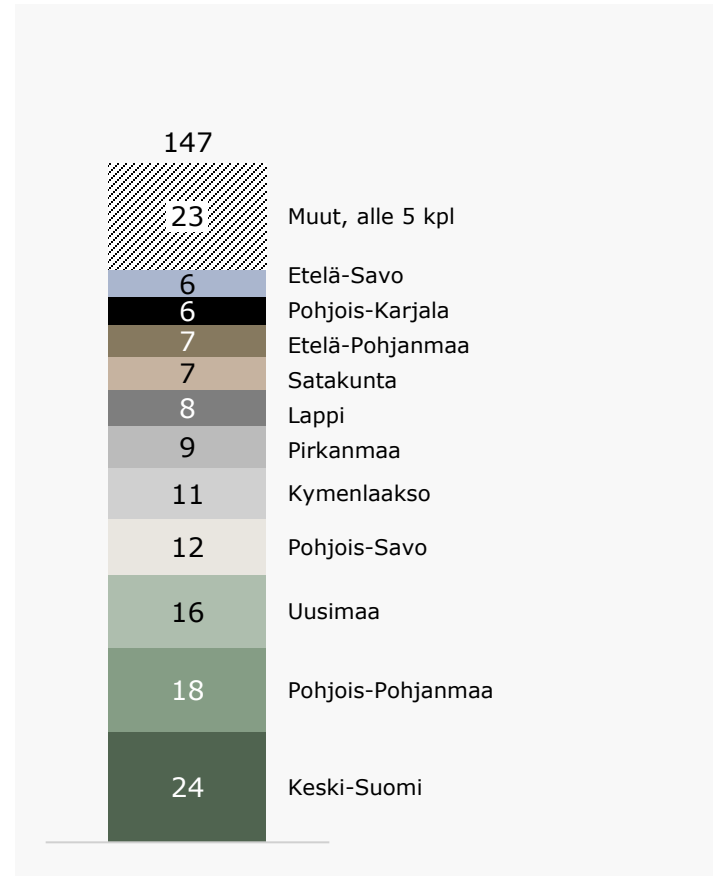 147
23 Muut, alle 5 kpl
6 Etelä-Savo
6 Pohjois-Karjala
7 Etelä-Pohjanmaa
7 Satakunta
8 Lappi
9 Pirkanmaa
11 Kymenlaakso
12 Pohjois-Savo
16 Uusimaa
18 Pohjois-Pohjanmaa
24 Keski-Suomi